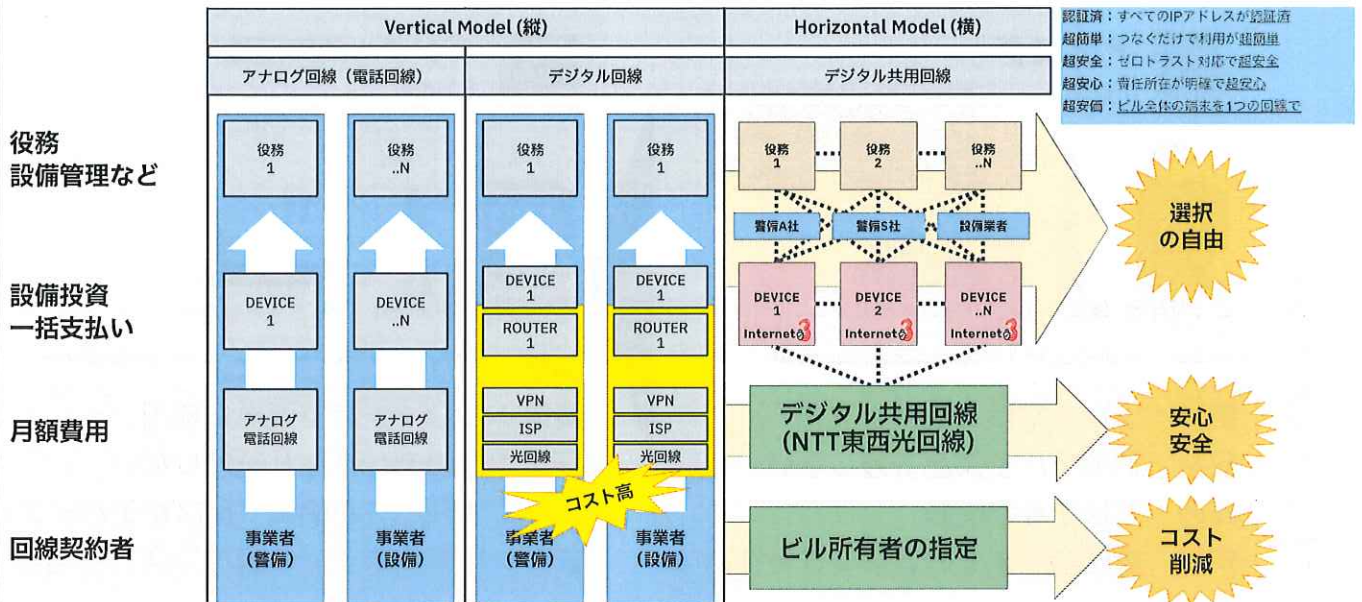 Vertical Model (縦)
Horizontal Model (横)
アナログ回線（電話回線）
デジタル回線
デジタル共用回線
認証済：すべてのIPアドレスが認証済
超簡単：つなぐだけで利用が超簡単
超安全：ゼロトラスト対応で超安全
超安心：責任所在が明確で超安心
超安価：ビル全体の端末を1つの回線で
役務
設備管理など
役務
1
役務
..N
役務
1
役務
1
役務
1
役務
2
役務
..N
警備A社
警備S社
設備業者
選択
の自由
設備投資
一括支払い
DEVICE
1
DEVICE
..N
DEVICE
1
ROUTER
1
DEVICE
1
ROUTER
1
DEVICE
1
Internet3
DEVICE
2
Internet3
DEVICE
..N
Internet3
月額費用
アナログ
電話回線
アナログ
電話回線
VPN
ISP
光回線
VPN
ISP
光回線
コスト高
デジタル共用回線
(NTT東西光回線)
安心
安全
回線契約者
事業者
(警備)
事業者
(設備)
事業者
(警備)
事業者
(設備)
ビル所有者の指定
コスト
削減